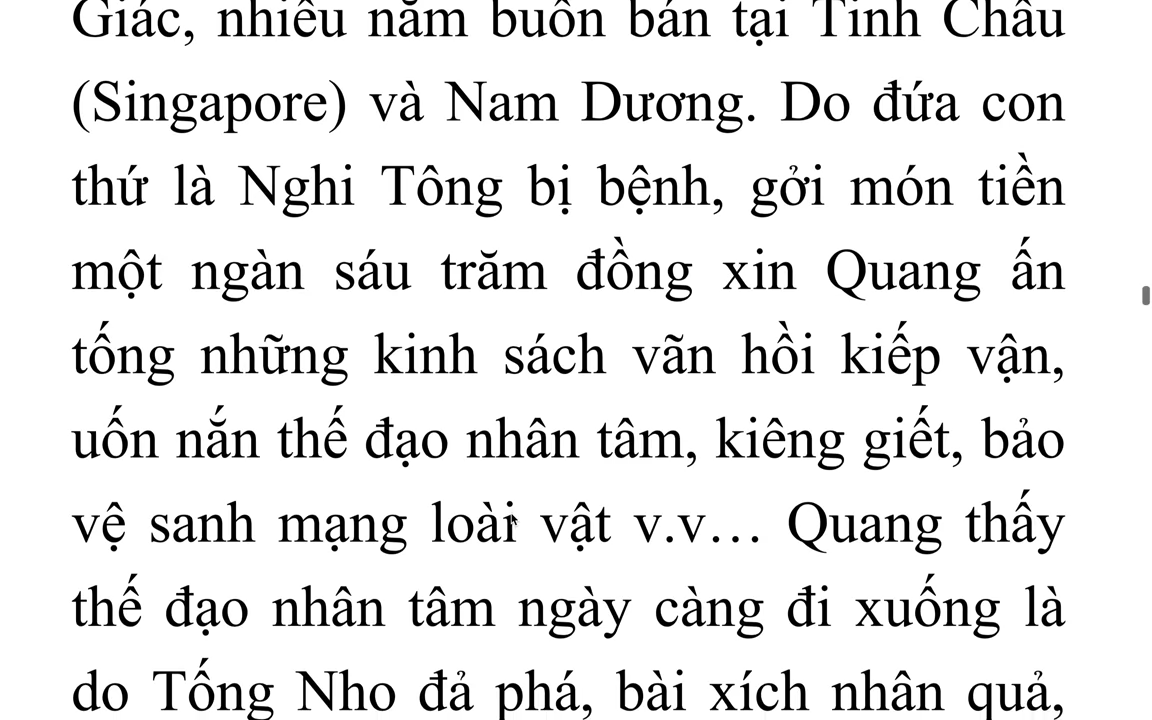 Giác, nhiều năm buôn bán tại Tinh Châu
(Singapore) và Nam Dương. Do đứa con
thứ là Nghi Tông bị bệnh, gởi món tiền
một ngàn sáu trăm đồng xin Quang ấn
tống những kinh sách vãn hồi kiếp vận,
uốn nắn thế đạo nhân tâm, kiêng giết, bảo
vệ sanh mạng loài vật v.v… Quang thấy
thế đạo nhân tâm ngày càng đi xuống là
do Tống Nho đả phá, bài xích nhân quả,